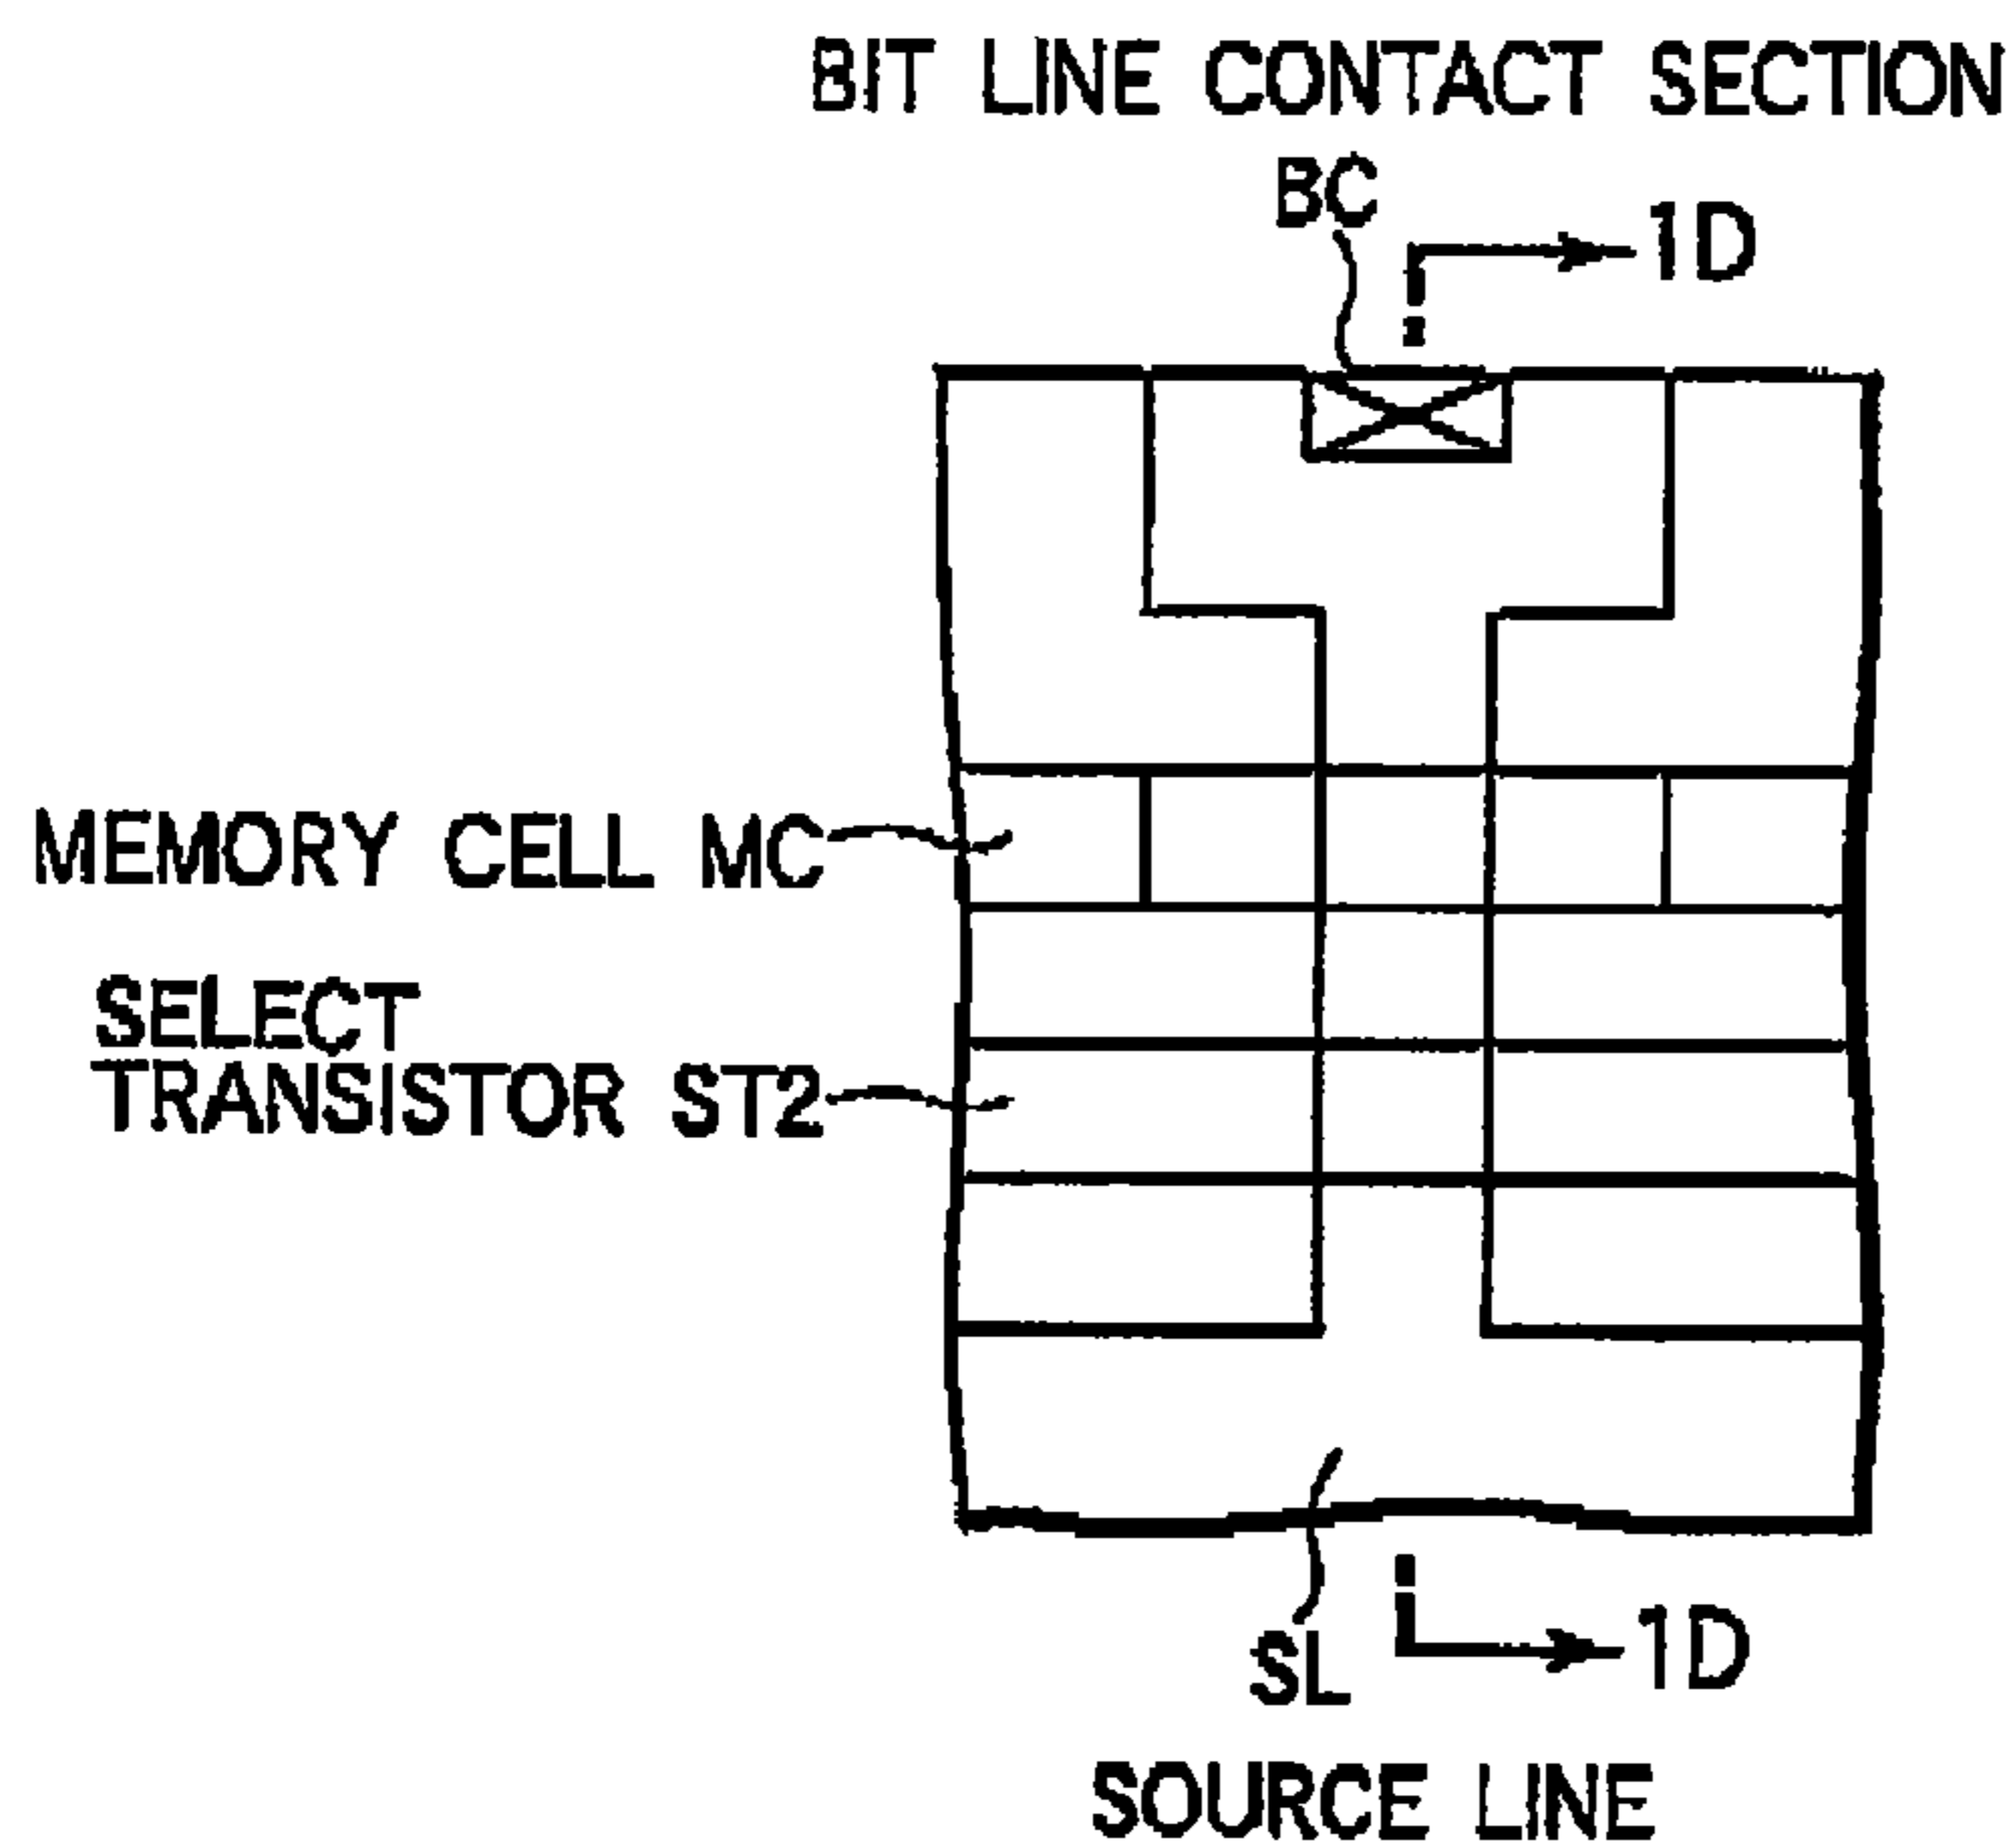 BIT LINE CONTACT SECTION
BC
1D
MEMORY CELL MC
SELECT
TRANSISTOR ST2
1D
SL
SOURCE LINE